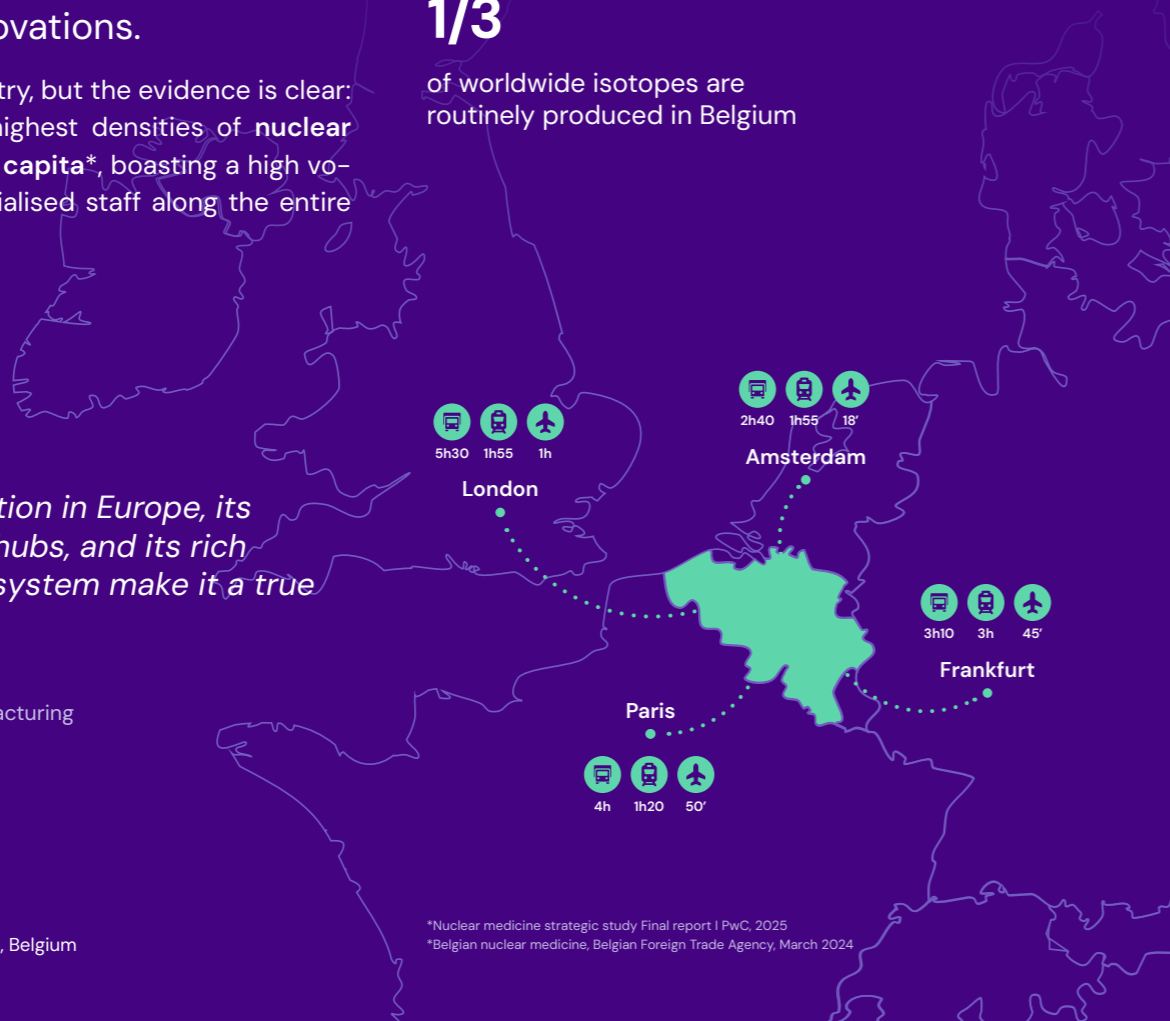 ovations.
try, but the evidence is clear:
highest densities of nuclear
capita*, boasting a high vo-
ialised staff along the entire
tion in Europe, its
hubs, and its rich
system make it a true
acturing
, Belgium
1/3
of worldwide isotopes are
routinely produced in Belgium
2h40 1h55 18’
Amsterdam
5h30 1h55 1h
London
3h10 3h 45’
Frankfurt
Paris
4h 1h20 50’
*Nuclear medicine strategic study Final report I PwC, 2025
*Belgian nuclear medicine, Belgian Foreign Trade Agency, March 2024